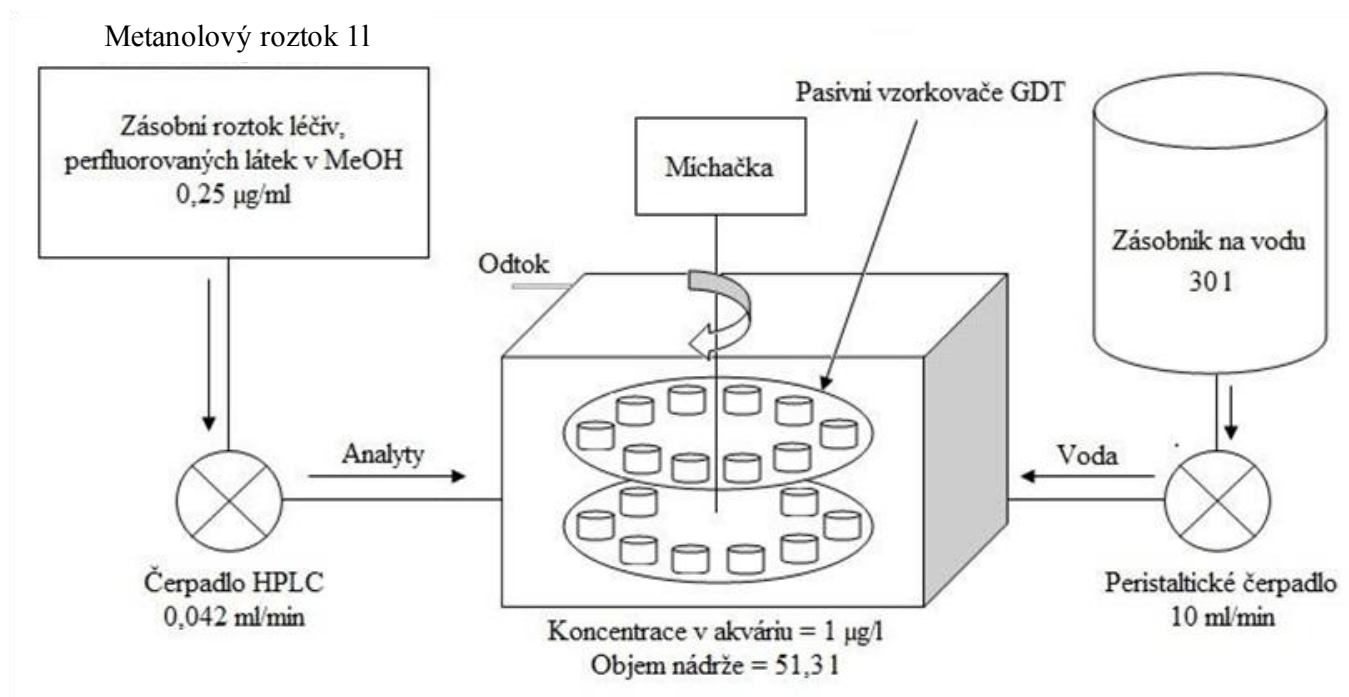 Metanolový roztok 1l
Zásobní roztok léčiv,
perfluorovaných látek v MeOH
0,25 µg/ml
Pasivní vzorkovače GDT
Míchačka
Zásobník na vodu
30 l
Odtok
Analyty
Voda
Čerpadlo HPLC
0,042 ml/min
Peristaltické čerpadlo
10 ml/min
Koncentrace v akváriu = 1 µg/l
Objem nádrže = 51,3 l